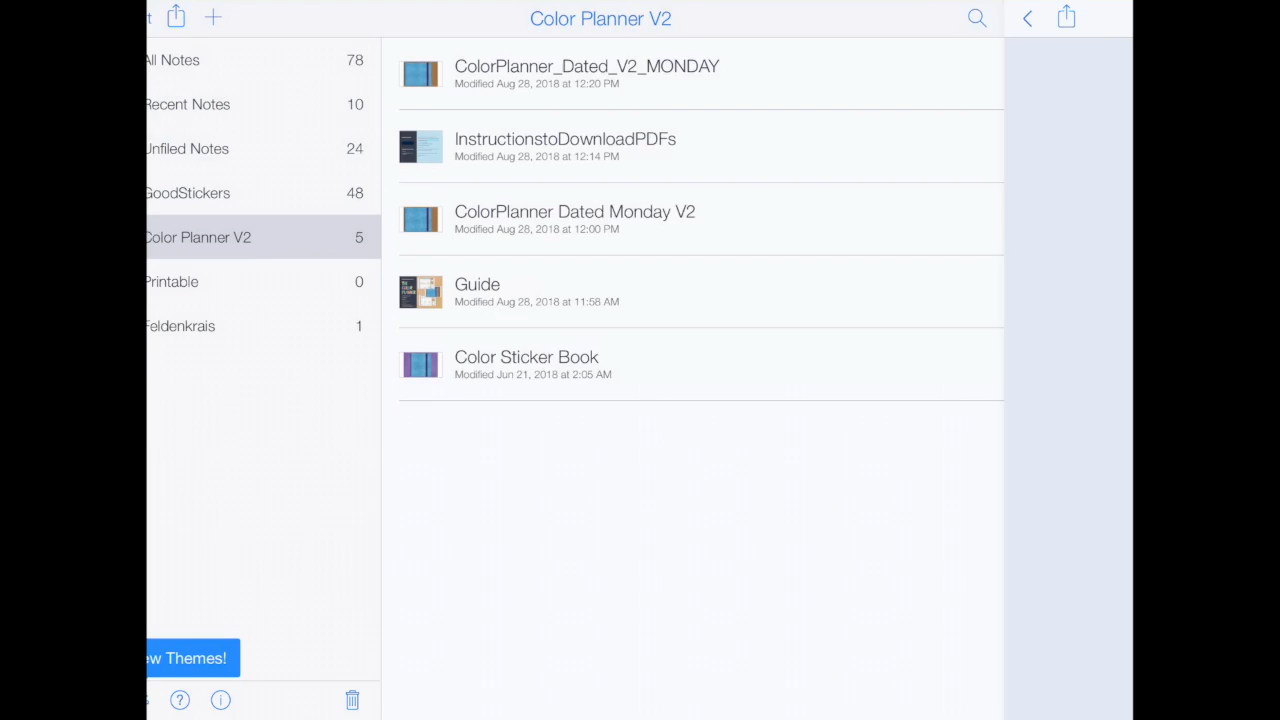 Color Planner V2
All Notes 78
Recent Notes 10
Unfiled Notes 24
GoodStickers 48
Color Planner V2 5
Printable 0
Feldenkrais 1
ew Themes!
ColorPlanner_Dated_V2_MONDAY
Modified Aug 28, 2018 at 12:20 PM
InstructionstoDownloadPDFs
Modified Aug 28, 2018 at 12:14 PM
ColorPlanner Dated Monday V2
Modified Aug 28, 2018 at 12:00 PM
Guide
Modified Aug 28, 2018 at 11:58 AM
Color Sticker Book
Modified Jun 21, 2018 at 2:05 AM